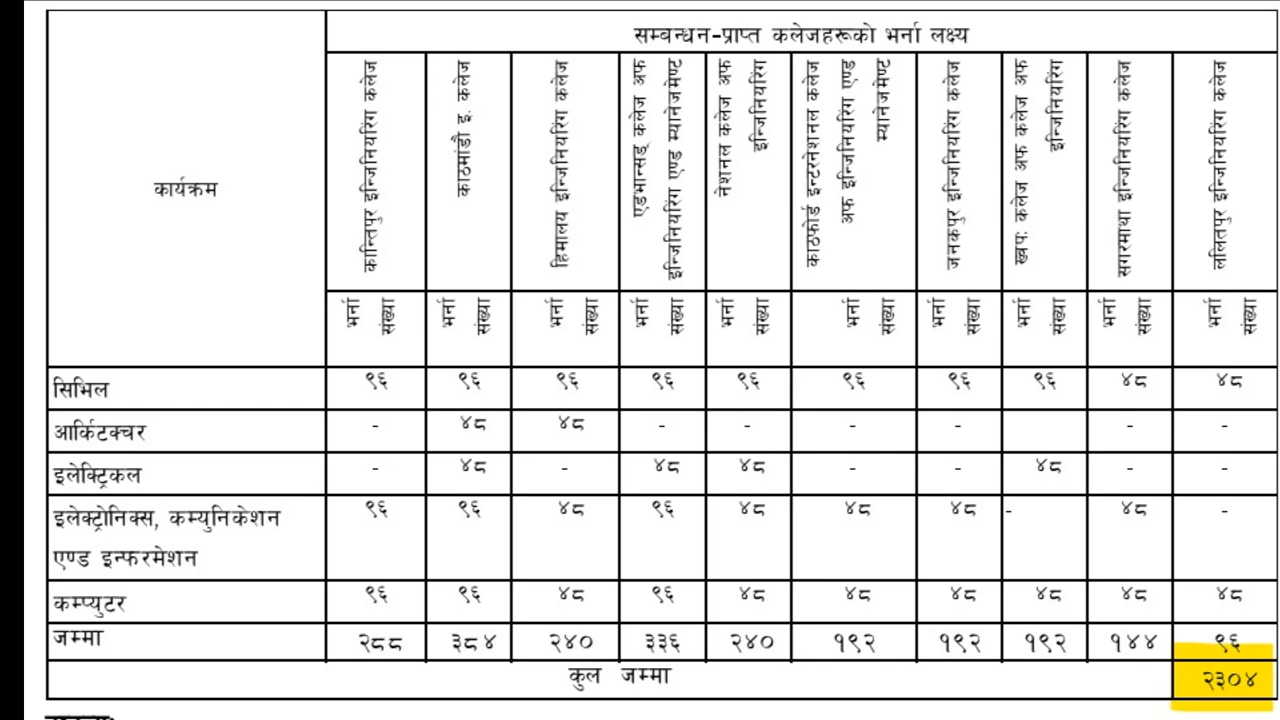 सम्बन्धन-प्राप्त कलेजहरूको भर्ना लक्ष्य
कार्यक्रम
कान्तिपुर इन्जिनियरिंग कलेज
काठमांडौ इ. कलेज
हिमालय इन्जिनियरिंग कलेज
एडभान्सड् कलेज अफ
इन्जिनियरिंग एण्ड म्यानेजमेण्ट
नेशनल कलेज अफ
इन्जिनियरिंग
काठफोर्ड इन्टरनेशनल कलेज
अफ इन्जिनियरिंग एण्ड
म्यानेजमेण्ट
जनकपुर इन्जिनियरिंग कलेज
ख्वपः कलेज अफ कलेज अफ
इन्जिनियरिंग
सगरमाथा इन्जिनियरिंग कलेज
ललितपुर इन्जिनियरिंग कलेज
भर्ना संख्या भर्ना संख्या भर्ना संख्या भर्ना संख्या भर्ना संख्या भर्ना संख्या भर्ना संख्या भर्ना संख्या भर्ना संख्या भर्ना संख्या
सिभिल ९६ ९६ ९६ ९६ ९६ ९६ ९६ ९६ ४८ ४८
आर्किटक्चर - ४८ ४८ - - - - - -
इलेक्ट्रिकल - ४८ - ४८ ४८ - - ४८ - -
इलेक्ट्रोनिक्स, कम्युनिकेशन ९६ ९६ ४८ ९६ ४८ ४८ ४८ - ४८ -
एण्ड इन्फरमेशन
कम्प्युटर ९६ ९६ ४८ ९६ ४८ ४८ ४८ ४८ ४८ ४८
जम्मा २८८ ३८४ २४० ३३६ २४० १९२ १९२ १९२ १४४ ९६
कुल जम्मा २३०४